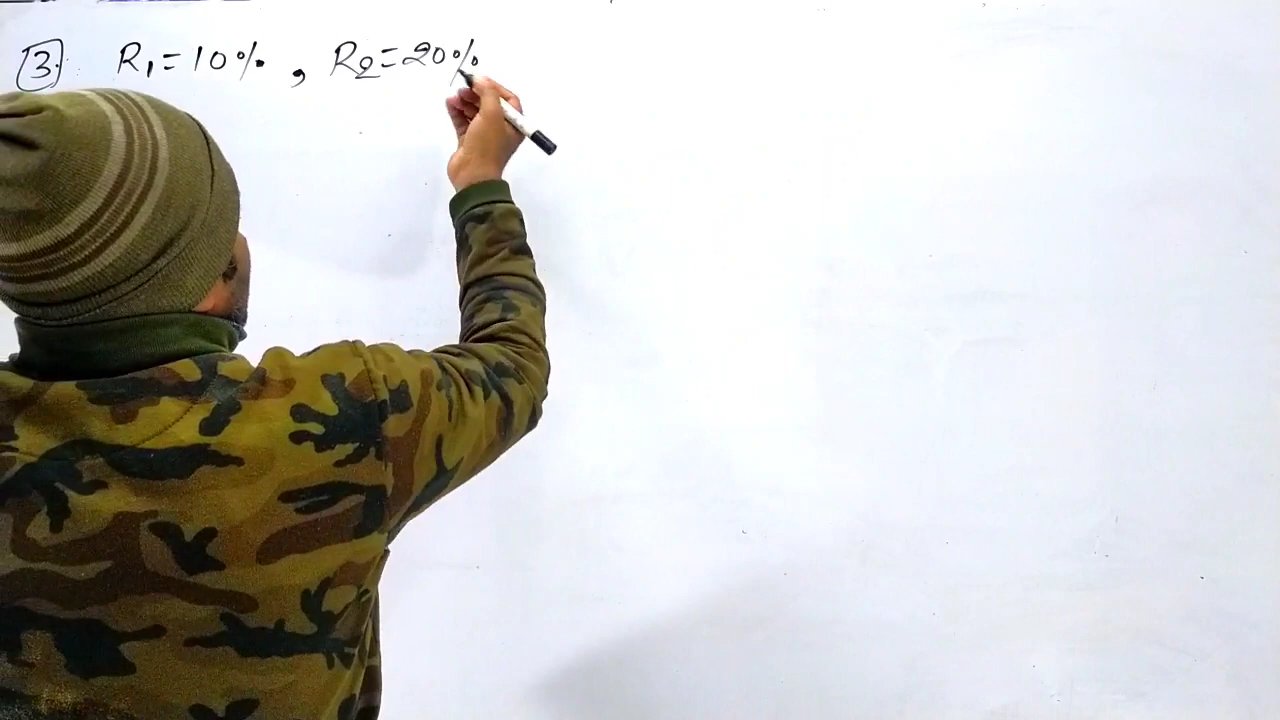 3. R₁ = 10% , R₂ = 20%